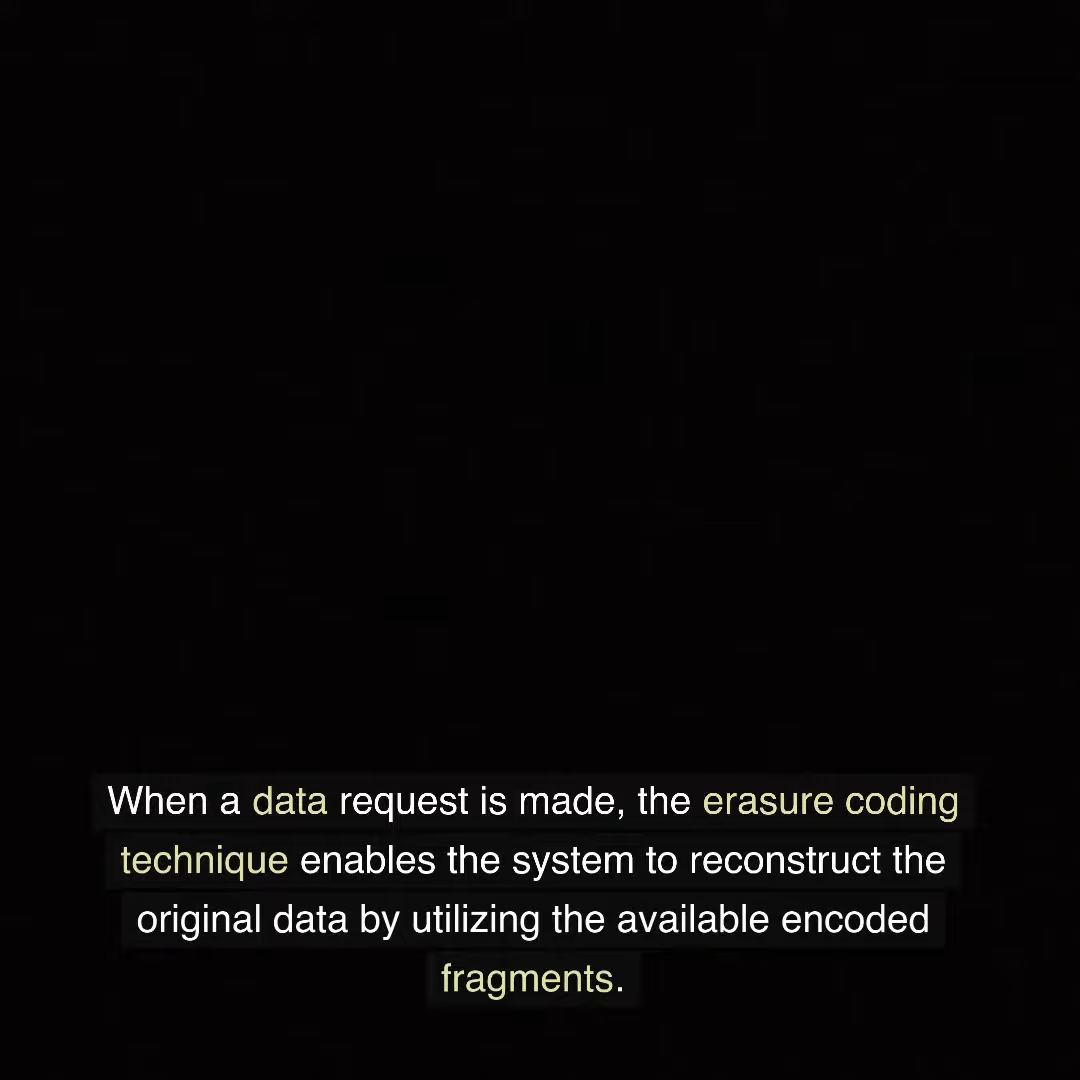 When a data request is made, the erasure coding
technique enables the system to reconstruct the
original data by utilizing the available encoded
fragments.